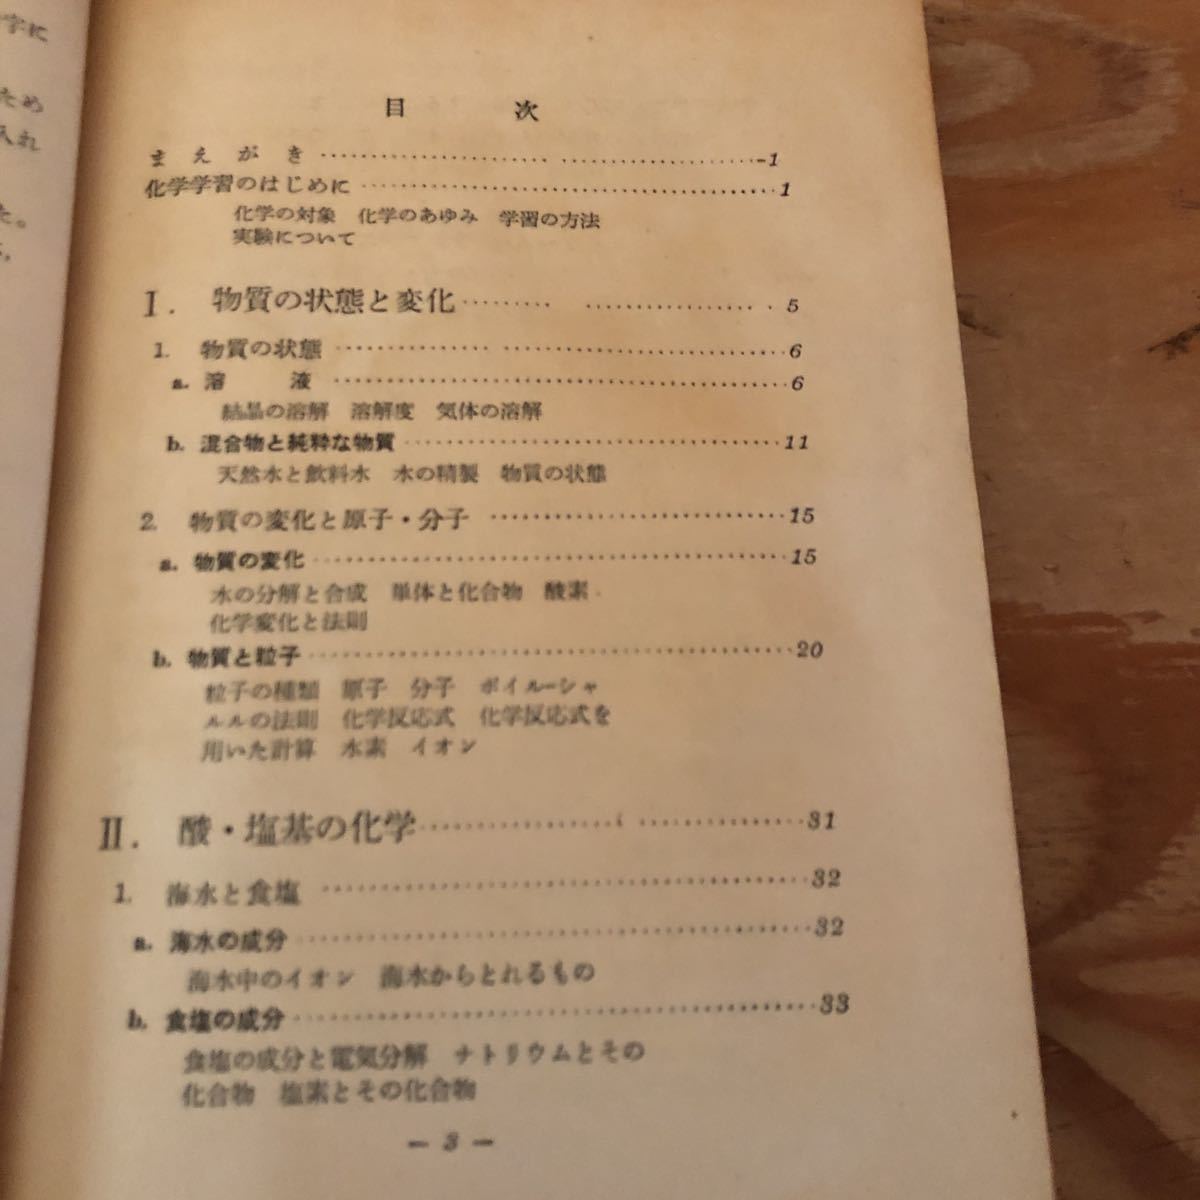 字に
ため
入れ
た。
目次
まえがき……………………………………-1
化学学習のはじめに……………………………………1
化学の対象 化学のあゆみ 学習の方法
実験について
I. 物質の状態と変化……………………………………5
1. 物質の状態……………………………………6
a. 溶液……………………………………6
結晶の溶解 溶解度 気体の溶解
b. 混合物と純粋な物質……………………………………11
天然水と飲料水 水の精製 物質の状態
2. 物質の変化と原子・分子……………………………………15
a. 物質の変化……………………………………15
水の分解と合成 単体と化合物 酸素
化学変化と法則
b. 物質と粒子……………………………………20
粒子の種類 原子 分子 ボイル-シャ
ルルの法則 化学反応式 化学反応式を
用いた計算 水素 イオン
II. 酸・塩基の化学……………………………………31
1. 海水と食塩……………………………………32
a. 海水の成分……………………………………32
海水中のイオン 海水からとれるもの
b. 食塩の成分……………………………………33
食塩の成分と電気分解 ナトリウムとその
化合物 塩素とその化合物
— 3 —